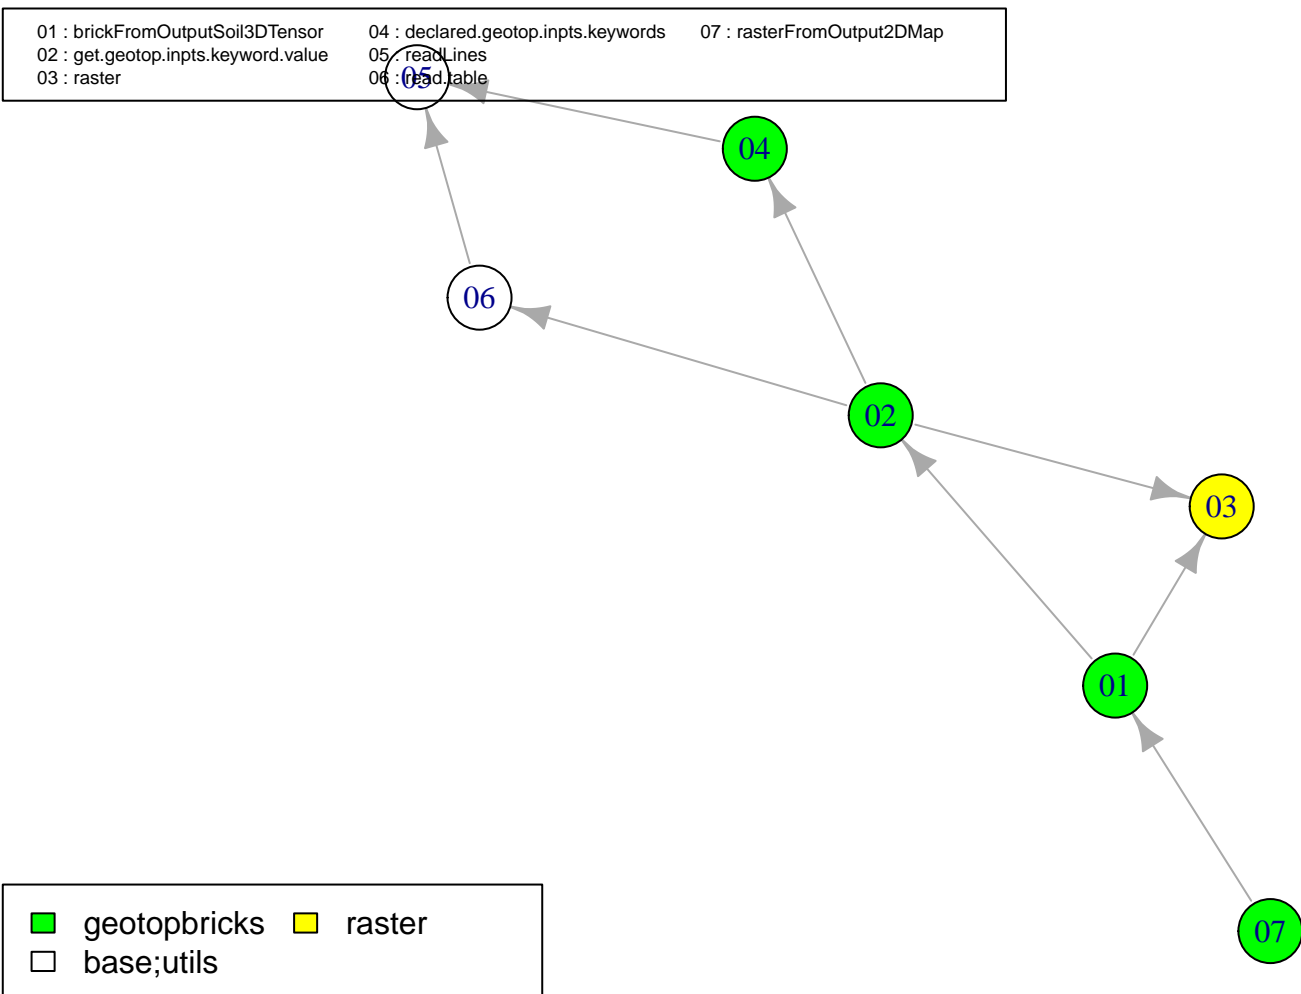 01 : brickFromOutputSoil3DTensor 04 : declared.geotop.inpts.keywords 07 : rasterFromOutput2DMap
02 : get.geotop.inpts.keyword.value 05 : readLines
03 : raster 06 : read.table
05
04
06
02
03
01
07
geotopbricks raster
base;utils